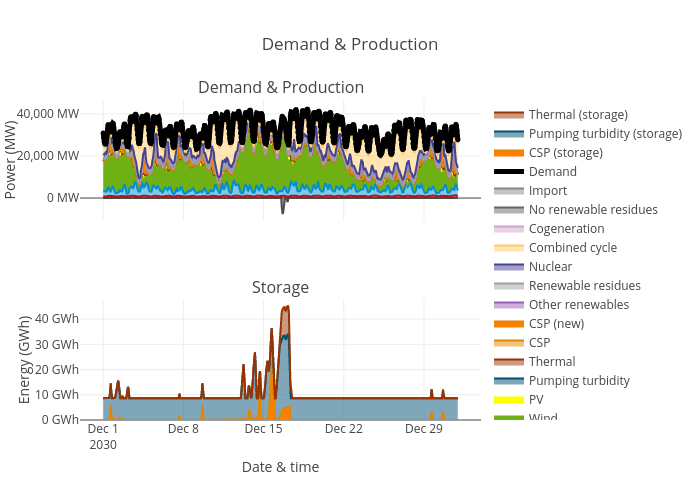 Demand & Production
Demand & Production
Power (MW)
40,000 MW
20,000 MW
0 MW
Storage
Energy (GWh)
40 GWh
30 GWh
20 GWh
10 GWh
0 GWh
Dec 1
2030
Dec 8
Dec 15
Dec 22
Dec 29
Date & time
Thermal (storage)
Pumping turbidity (storage)
CSP (storage)
Demand
Import
No renewable residues
Cogeneration
Combined cycle
Nuclear
Renewable residues
Other renewables
CSP (new)
CSP
Thermal
Pumping turbidity
PV
Wind